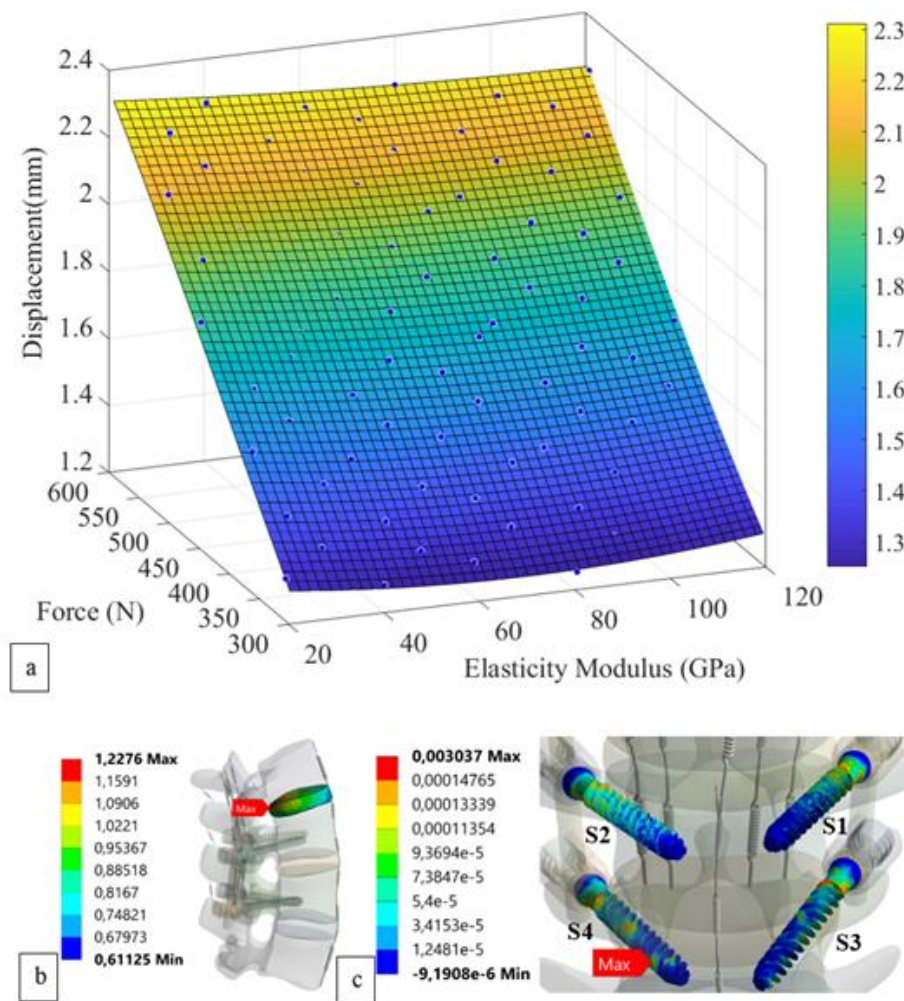 2.4
2.2
2
1.8
1.6
1.4
1.2
Displacement(mm)
600
550
500
450
400
350
300
Force (N)
20
40
60
80
100
120
Elasticity Modulus (GPa)
2.3
2.2
2.1
2
1.9
1.8
1.7
1.6
1.5
1.4
1.3
a
1,2276 Max
1,1591
1,0906
1,0221
0,95367
0,88518
0,8167
0,74821
0,67973
0,61125 Min
Max
b
0,003037 Max
0,00014765
0,00013339
0,00011354
9,3694e-5
7,3847e-5
5,4e-5
3,4153e-5
1,2481e-5
-9,1908e-6 Min
c
S2
S1
S4
S3
Max